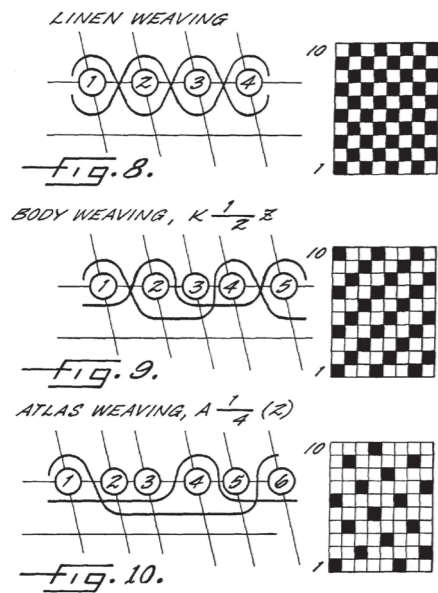 LINEN WEAVING
10
1 2 3 4
1
Fig. 8.
BODY WEAVING, K 1/2 Z
10
1 2 3 4 5
1
Fig. 9.
ATLAS WEAVING, A 1/4 (2)
10
1 2 3 4 5 6
1
Fig. 10.